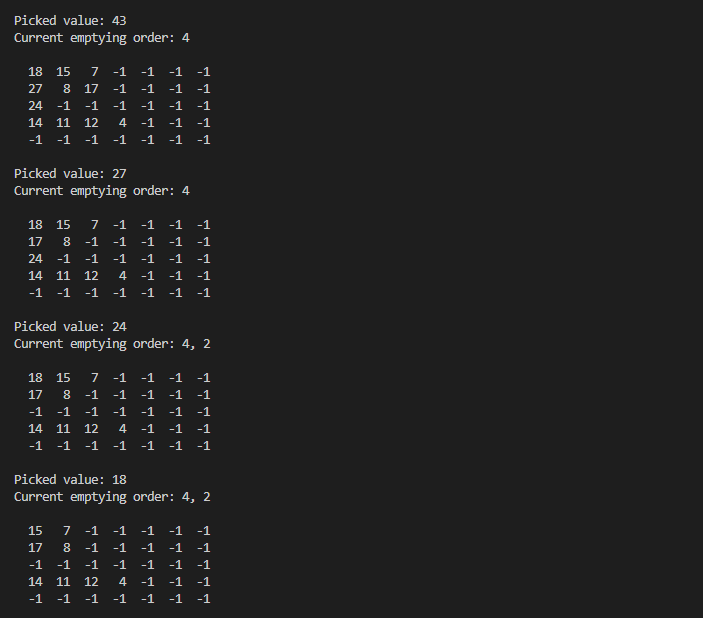 Picked value: 43
Current emptying order: 4
18 15 7 -1 -1 -1 -1
27 8 17 -1 -1 -1 -1
24 -1 -1 -1 -1 -1 -1
14 11 12 4 -1 -1 -1
-1 -1 -1 -1 -1 -1 -1
Picked value: 27
Current emptying order: 4
18 15 7 -1 -1 -1 -1
17 8 -1 -1 -1 -1 -1
24 -1 -1 -1 -1 -1 -1
14 11 12 4 -1 -1 -1
-1 -1 -1 -1 -1 -1 -1
Picked value: 24
Current emptying order: 4, 2
18 15 7 -1 -1 -1 -1
17 8 -1 -1 -1 -1 -1
-1 -1 -1 -1 -1 -1 -1
14 11 12 4 -1 -1 -1
-1 -1 -1 -1 -1 -1 -1
Picked value: 18
Current emptying order: 4, 2
15 7 -1 -1 -1 -1 -1
17 8 -1 -1 -1 -1 -1
-1 -1 -1 -1 -1 -1 -1
14 11 12 4 -1 -1 -1
-1 -1 -1 -1 -1 -1 -1